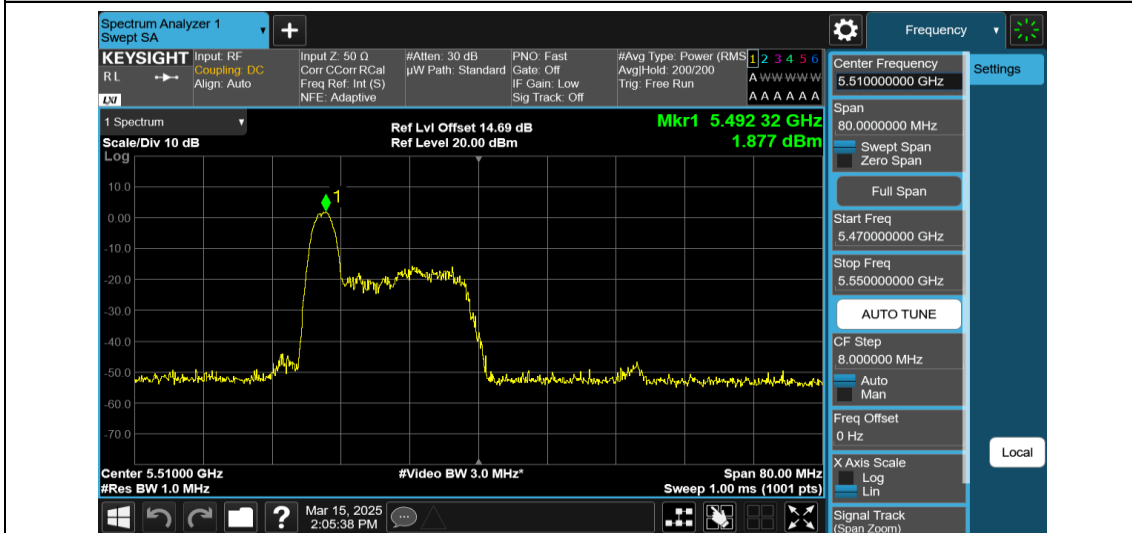 Spectrum Analyzer 1
Swept SA
+
Frequency
KEYSIGHT
RL
LXI
Input: RF
Coupling: DC
Align: Auto
Input Z: 50 Ω
Corr CCorr RCal
Freq Ref: Int (S)
NFE: Adaptive
#Atten: 30 dB
µW Path: Standard
PNO: Fast
Gate: Off
IF Gain: Low
Sig Track: Off
#Avg Type: Power (RMS
Avg|Hold: 200/200
Trig: Free Run
1 2 3 4 5 6
A W W W W W
A A A A A A
1 Spectrum
Scale/Div 10 dB
Log
Ref Lvl Offset 14.69 dB
Ref Level 20.00 dBm
Mkr1 5.492 32 GHz
1.877 dBm
1
10.0
0.00
-10.0
-20.0
-30.0
-40.0
-50.0
-60.0
-70.0
Center 5.51000 GHz
#Res BW 1.0 MHz
#Video BW 3.0 MHz*
Span 80.00 MHz
Sweep 1.00 ms (1001 pts)
Center Frequency
5.510000000 GHz
Settings
Span
80.0000000 MHz
Swept Span
Zero Span
Full Span
Start Freq
5.470000000 GHz
Stop Freq
5.550000000 GHz
AUTO TUNE
CF Step
8.000000 MHz
Auto
Man
Freq Offset
0 Hz
X Axis Scale
Log
Lin
Signal Track
(Span Zoom)
Local
?
Mar 15, 2025
2:05:38 PM